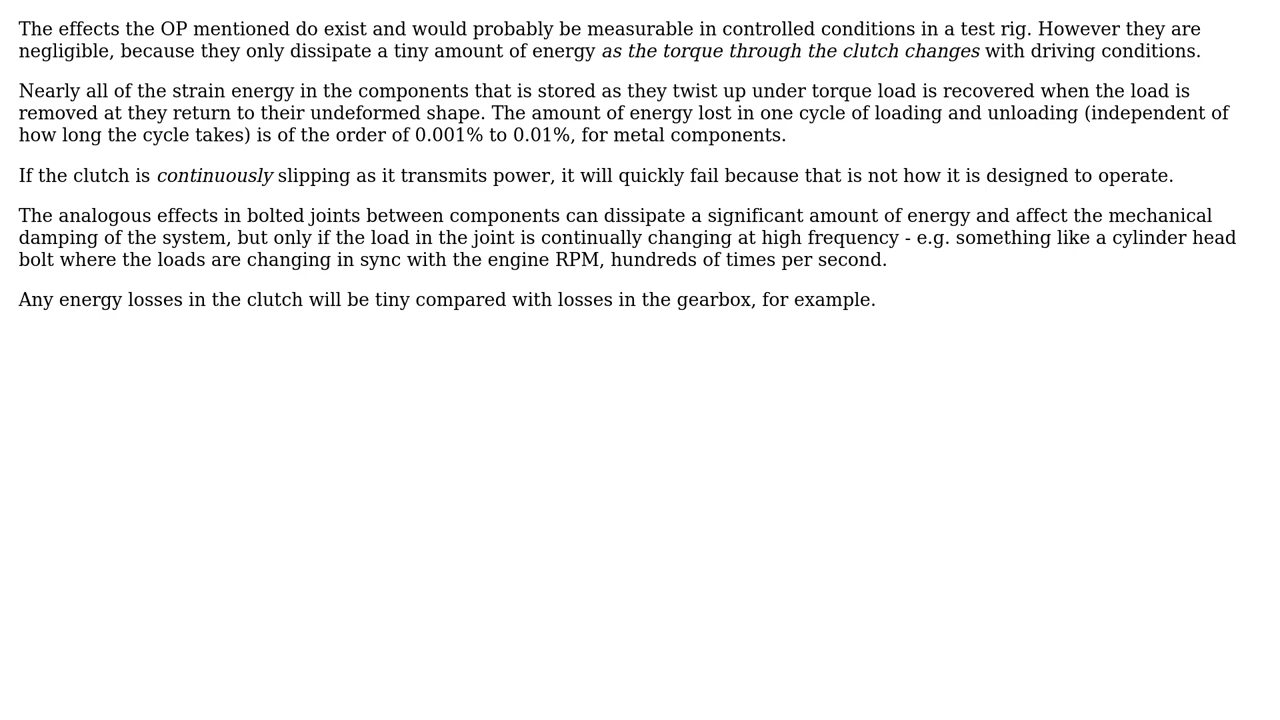 The effects the OP mentioned do exist and would probably be measurable in controlled conditions in a test rig. However they are
negligible, because they only dissipate a tiny amount of energy as the torque through the clutch changes with driving conditions.
Nearly all of the strain energy in the components that is stored as they twist up under torque load is recovered when the load is
removed at they return to their undeformed shape. The amount of energy lost in one cycle of loading and unloading (independent of
how long the cycle takes) is of the order of 0.001% to 0.01%, for metal components.
If the clutch is continuously slipping as it transmits power, it will quickly fail because that is not how it is designed to operate.
The analogous effects in bolted joints between components can dissipate a significant amount of energy and affect the mechanical
damping of the system, but only if the load in the joint is continually changing at high frequency - e.g. something like a cylinder head
bolt where the loads are changing in sync with the engine RPM, hundreds of times per second.
Any energy losses in the clutch will be tiny compared with losses in the gearbox, for example.